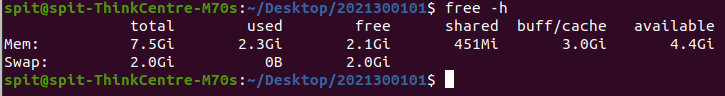 spit@spit-ThinkCentre-M70s:~/Desktop/2021300101$ free -h
total used free shared buff/cache available
Mem: 7.5Gi 2.3Gi 2.1Gi 451Mi 3.0Gi 4.4Gi
Swap: 2.0Gi 0B 2.0Gi
spit@spit-ThinkCentre-M70s:~/Desktop/2021300101$